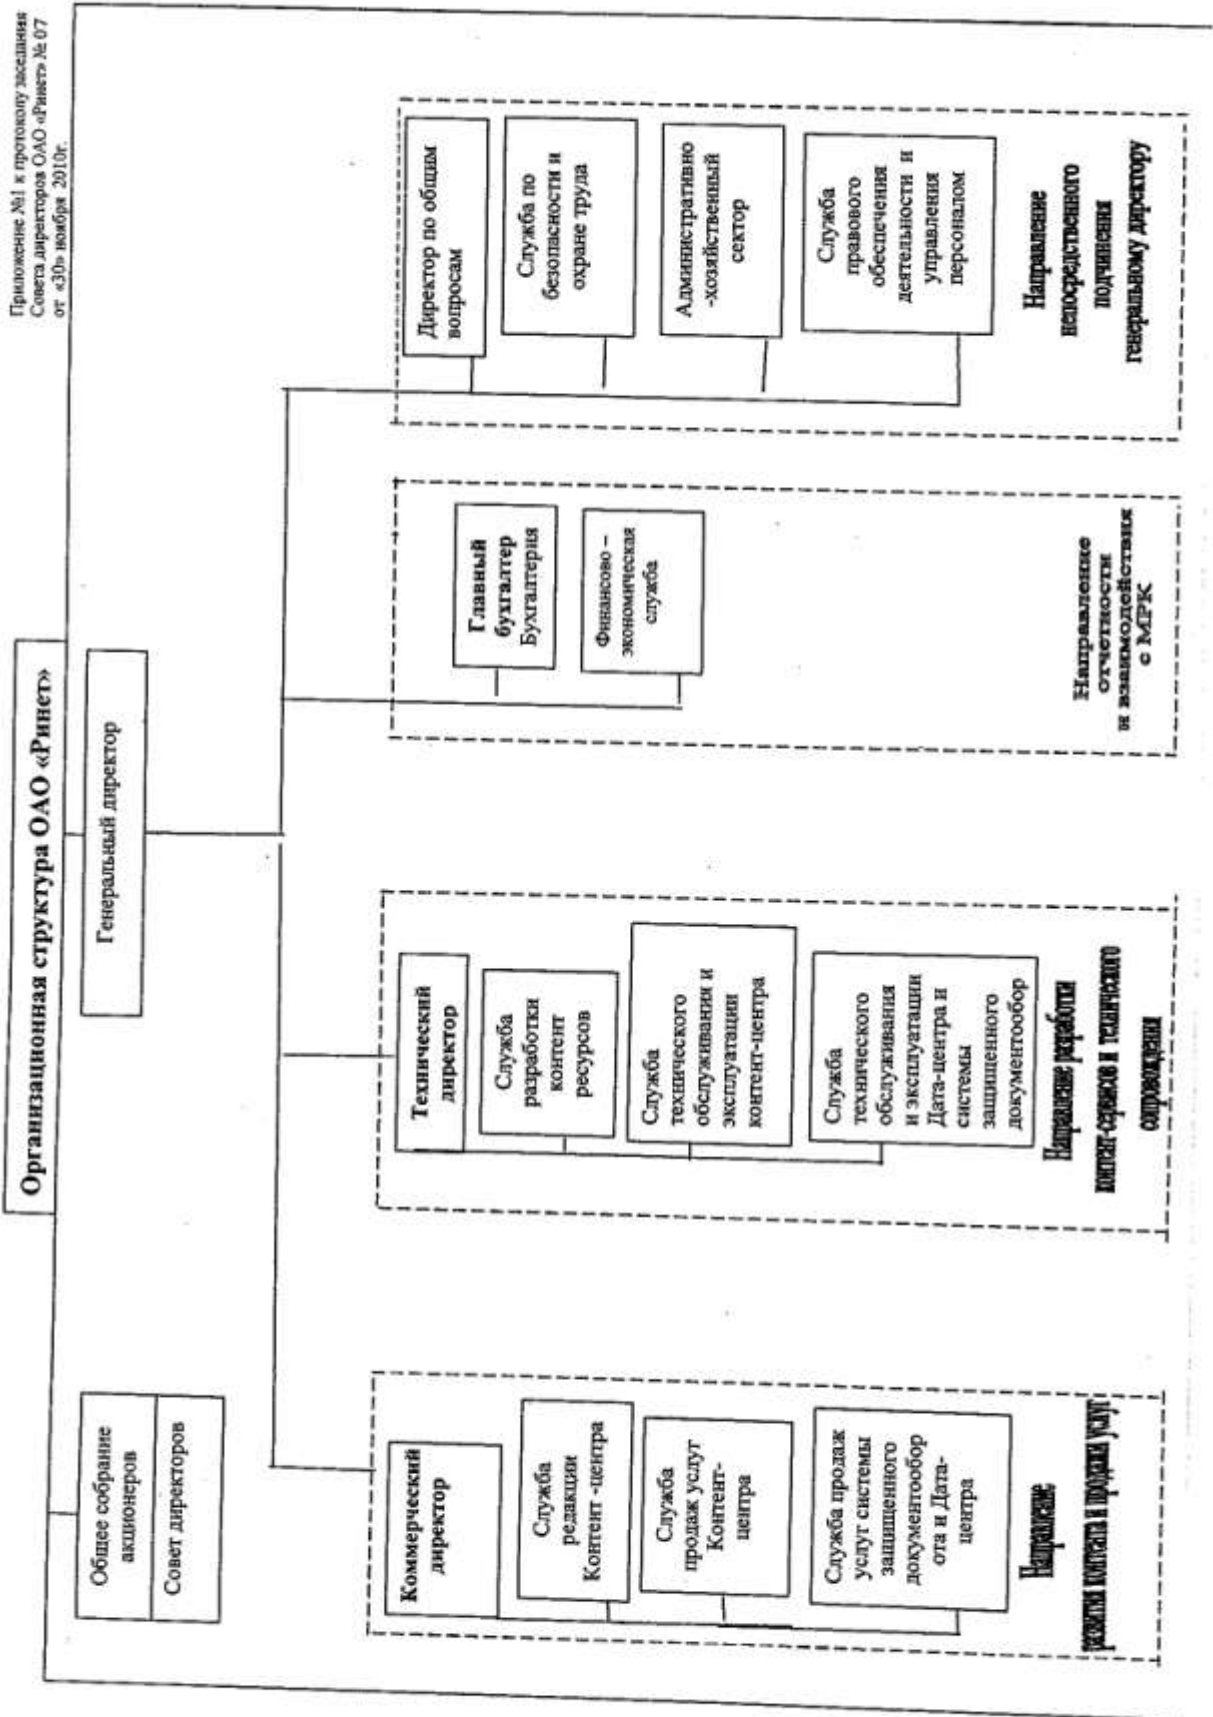 Приложение №1 к протоколу заседания
Совета директоров ОАО «Ринет» № 07
от «30» ноября 2010г.
Организационная структура ОАО «Ринет»
Общее собрание
акционеров
Совет директоров
Генеральный директор
Коммерческий
директор
Служба
редакции
Контент -центра
Служба
продаж услуг
Контент-
центра
Служба продаж
услуг системы
защищенного
документообор
ота и Дата-
центра
Направление
развития контента и продажи услуг
Технический
директор
Служба
разработки
контент
ресурсов
Служба
технического
обслуживания и
эксплуатации
контент-центра
Служба
технического
обслуживания
и эксплуатации
Дата-центра и
системы
защищенного
документообор
Направление разработки
контент-сервисов и технического
сопровождения
Главный
бухгалтер
Бухгалтерия
Финансово –
экономическая
служба
Направление
отчетности
и взаимодействия
с МРК
Директор по общим
вопросам
Служба по
безопасности и
охране труда
Административно
-хозяйственный
сектор
Служба
правового
обеспечения
деятельности и
управления
персоналом
Направление
непосредственного
подчинения
генеральному директору